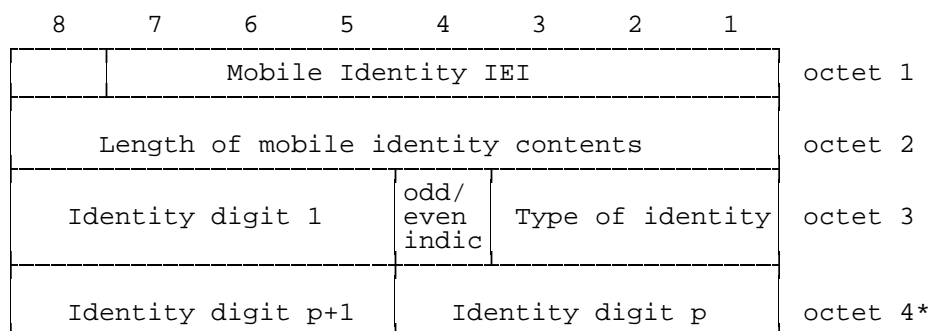 8 7 6 5 4 3 2 1
Mobile Identity IEI octet 1
Length of mobile identity contents octet 2
odd/
Identity digit 1 even Type of identity octet 3
indic
Identity digit p+1 Identity digit p octet 4*